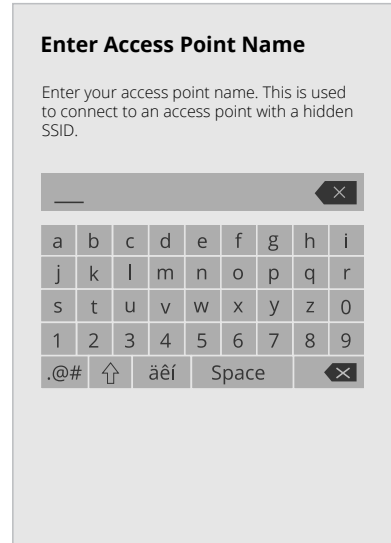 Enter Access Point Name
Enter your access point name. This is used
to connect to an access point with a hidden
SSID.
a b c d e f g h i
j k l m n o p q r
s t u v w x y z 0
1 2 3 4 5 6 7 8 9
.@# äêí Space